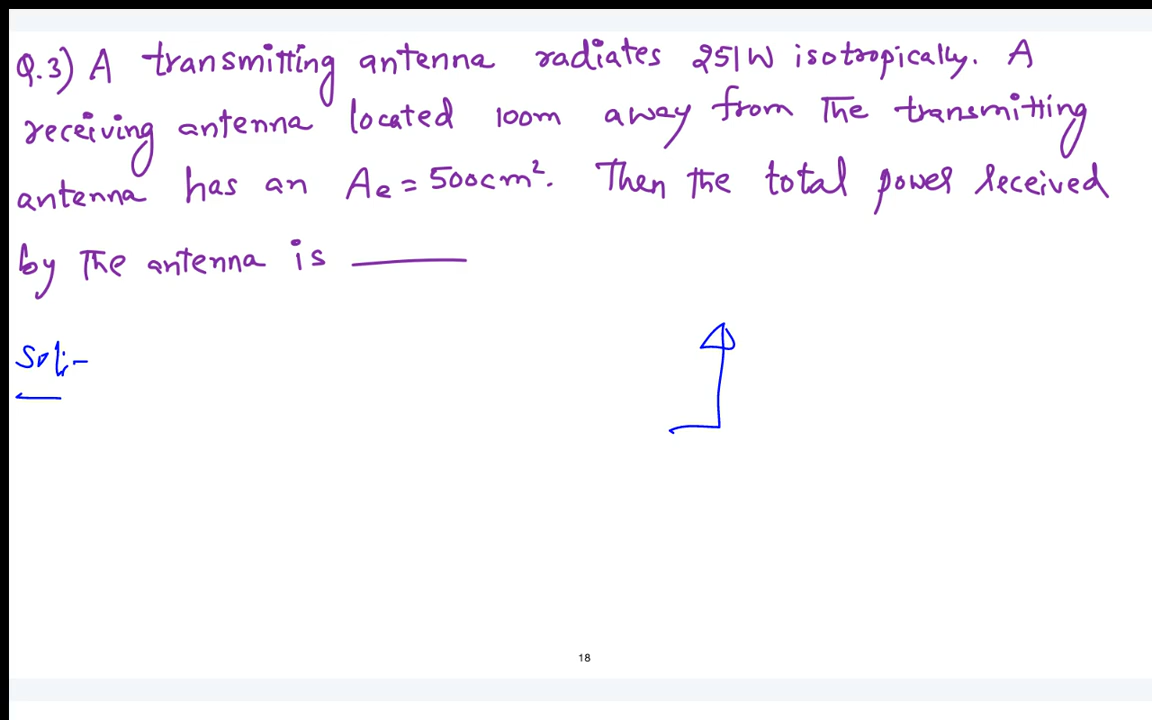 Q.3) A transmitting antenna radiates 251W isotropically. A
receiving antenna located 100m away from The transmitting
antenna has an Ae = 500cm². Then the total power received
by The antenna is ______
Sol:-
18